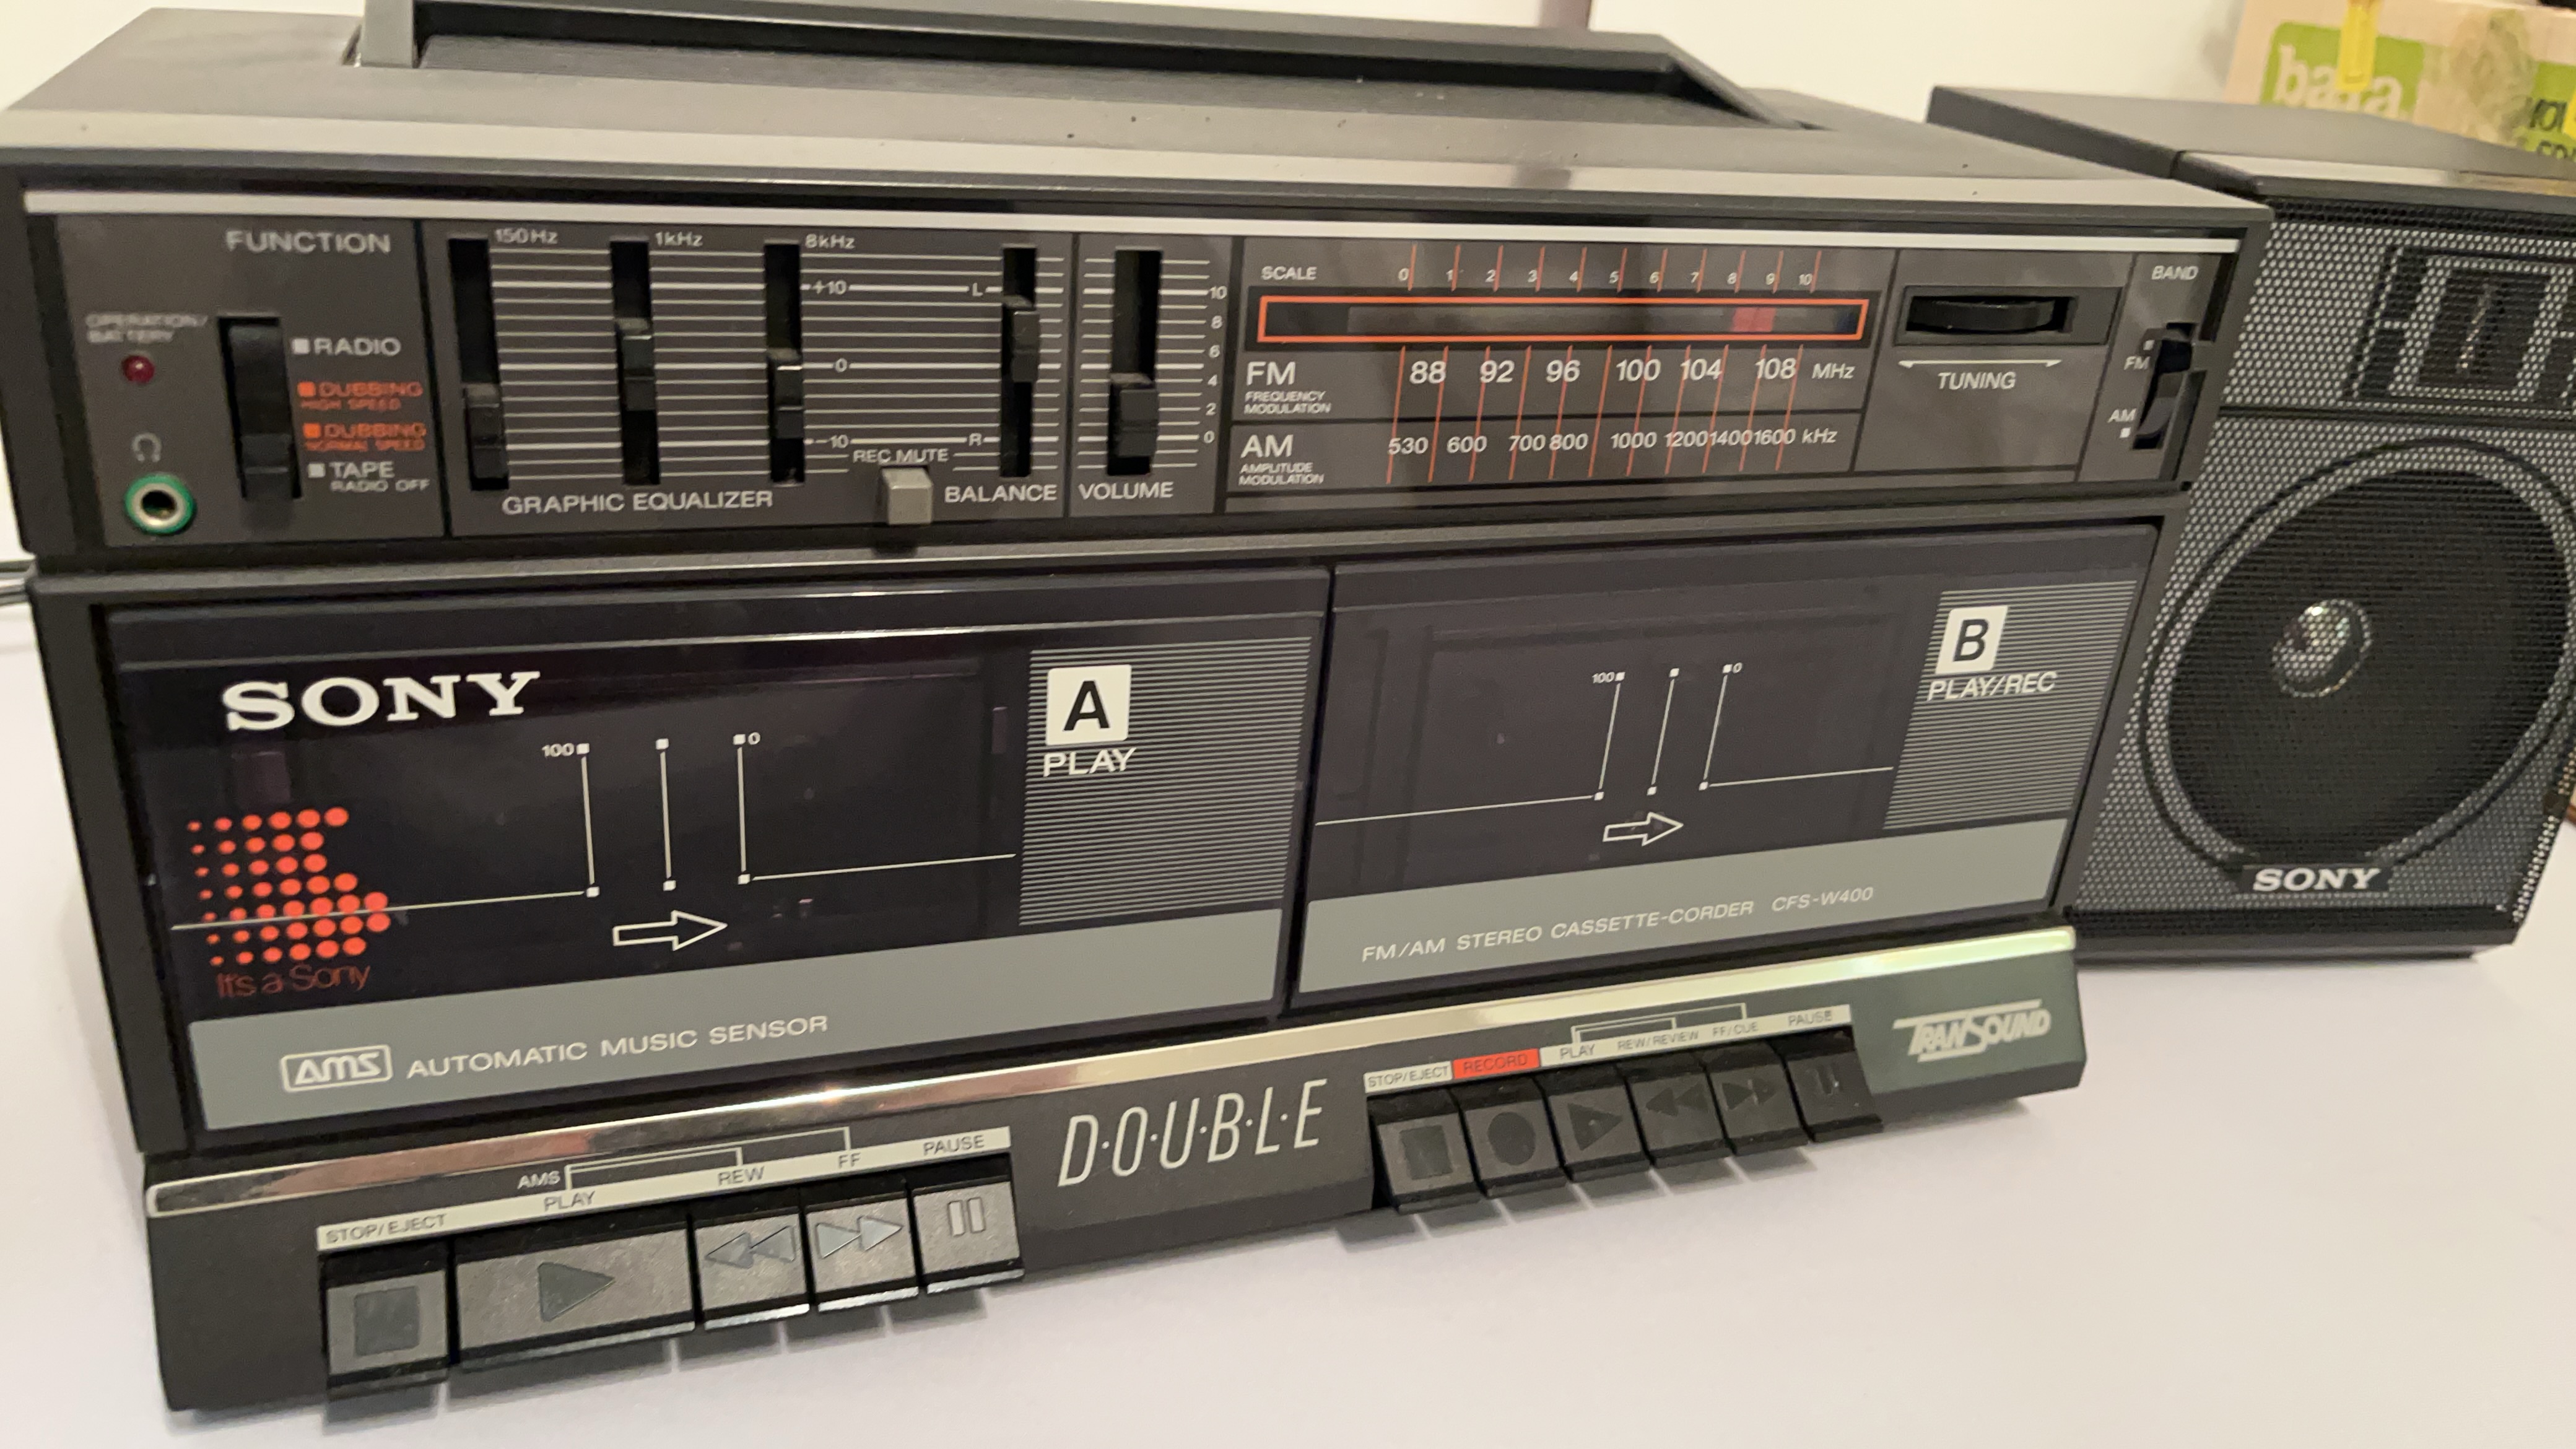 bata
FUNCTION
OPERATION/
BATTERY
RADIO
DUBBING
HIGH SPEED
DUBBING
NORMAL SPEED
TAPE
RADIO OFF
150Hz 1kHz 8kHz
+10 L
0
-10 R
REC MUTE
GRAPHIC EQUALIZER BALANCE
10
8
6
4
2
0
VOLUME
SCALE 0 1 2 3 4 5 6 7 8 9 10
FM 88 92 96 100 104 108 MHz
FREQUENCY
MODULATION
AM 530 600 700 800 1000 1200 1400 1600 kHz
AMPLITUDE
MODULATION
TUNING
BAND
FM
AM
SONY
100 0
A
PLAY
It's a Sony
AMS AUTOMATIC MUSIC SENSOR
100 0
B
PLAY/REC
FM/AM STEREO CASSETTE-CORDER CFS-W400
SONY
AMS
STOP/EJECT PLAY REW FF PAUSE
D·O·U·B·L·E
STOP/EJECT RECORD PLAY REW/REVIEW FF/CUE PAUSE
TRANSOUND